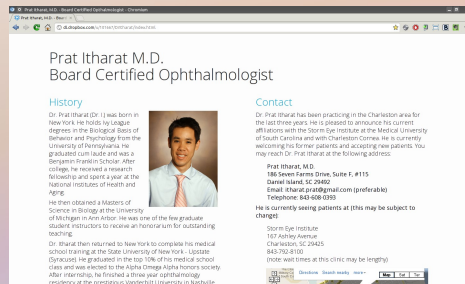 Prat Itharat, M.D. - Board Certified Ophthalmologist - Chromium
Prat Itharat, M.D. - Boa
Prat Itharat M.D.
Board Certified Ophthalmologist
History
Dr. Prat Itharat (Dr. I.) was born in
New York. He holds Ivy League
degrees in the Biological Basis of
Behavior and Psychology from the
University of Pennsylvania. He
graduated cum laude and was a
Benjamin Franklin Scholar. After
college, he received a research
fellowship and spent a year at the
National Institutes of Health and
Aging.
He then obtained a Masters of
Science in Biology at the University
of Michigan in Ann Arbor. He was one of the few graduate
student instructors to receive an honorarium for outstanding
teaching.
Dr. Itharat then returned to New York to complete his medical
school training at the State University of New York - Upstate
(Syracuse). He graduated in the top 10% of his medical school
class and was elected to the Alpha Omega Alpha honors society.
After internship, he finished a three year ophthalmology
residency at the prestigious Vanderbilt University in Nashville
Contact
Dr. Prat Itharat has been practicing in the Charleston area for
the last three years. He is pleased to announce his current
affiliations with the Storm Eye Institute at the Medical University
of South Carolina and with Charleston Cornea. He is currently
welcoming his former patients and accepting new patients. You
may reach Dr. Prat Itharat at the following address:
Prat Itharat, M.D.
186 Seven Farms Drive, Suite F, #115
Daniel Island, SC 29492
Email: itharat.prat@gmail.com (preferable)
Telephone: 843-608-0393
He is currently seeing patients at (this may be subject to
change):
Storm Eye Institute
167 Ashley Avenue
Charleston, SC 29425
843-792-8100
(note: wait times at this clinic may be lengthy)
Directions Search nearby more
Map Sat Ter